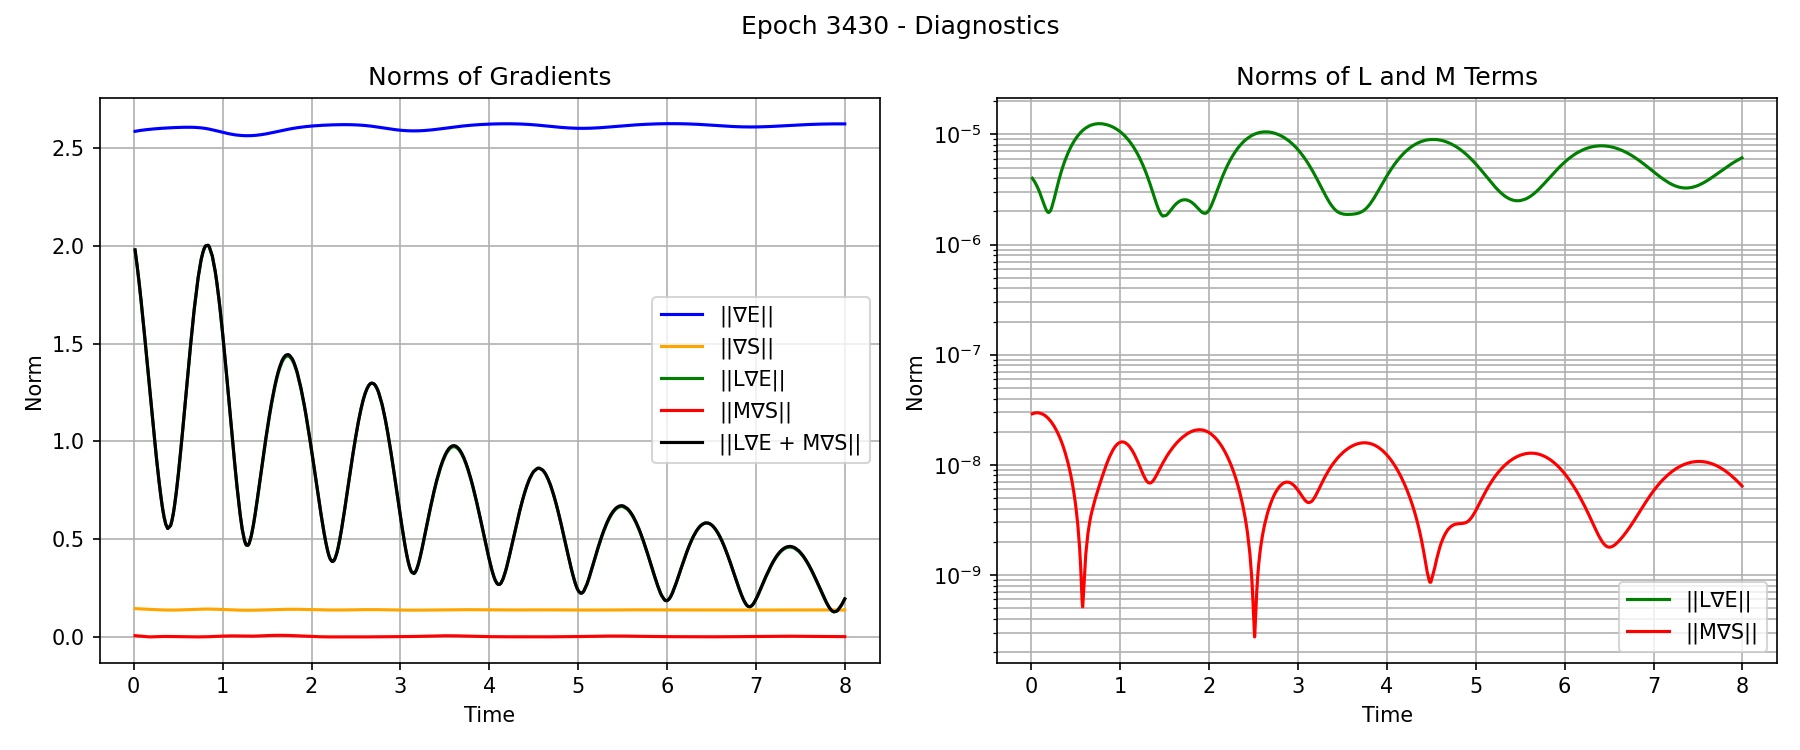 Epoch 3430 - Diagnostics
Norms of Gradients
Norm
2.5
2.0
1.5
1.0
0.5
0.0
||∇E||
||∇S||
||L∇E||
||M∇S||
||L∇E + M∇S||
0 1 2 3 4 5 6 7 8
Time
Norms of L and M Terms
Norm
10⁻⁵
10⁻⁶
10⁻⁷
10⁻⁸
10⁻⁹
||L∇E||
||M∇S||
0 1 2 3 4 5 6 7 8
Time